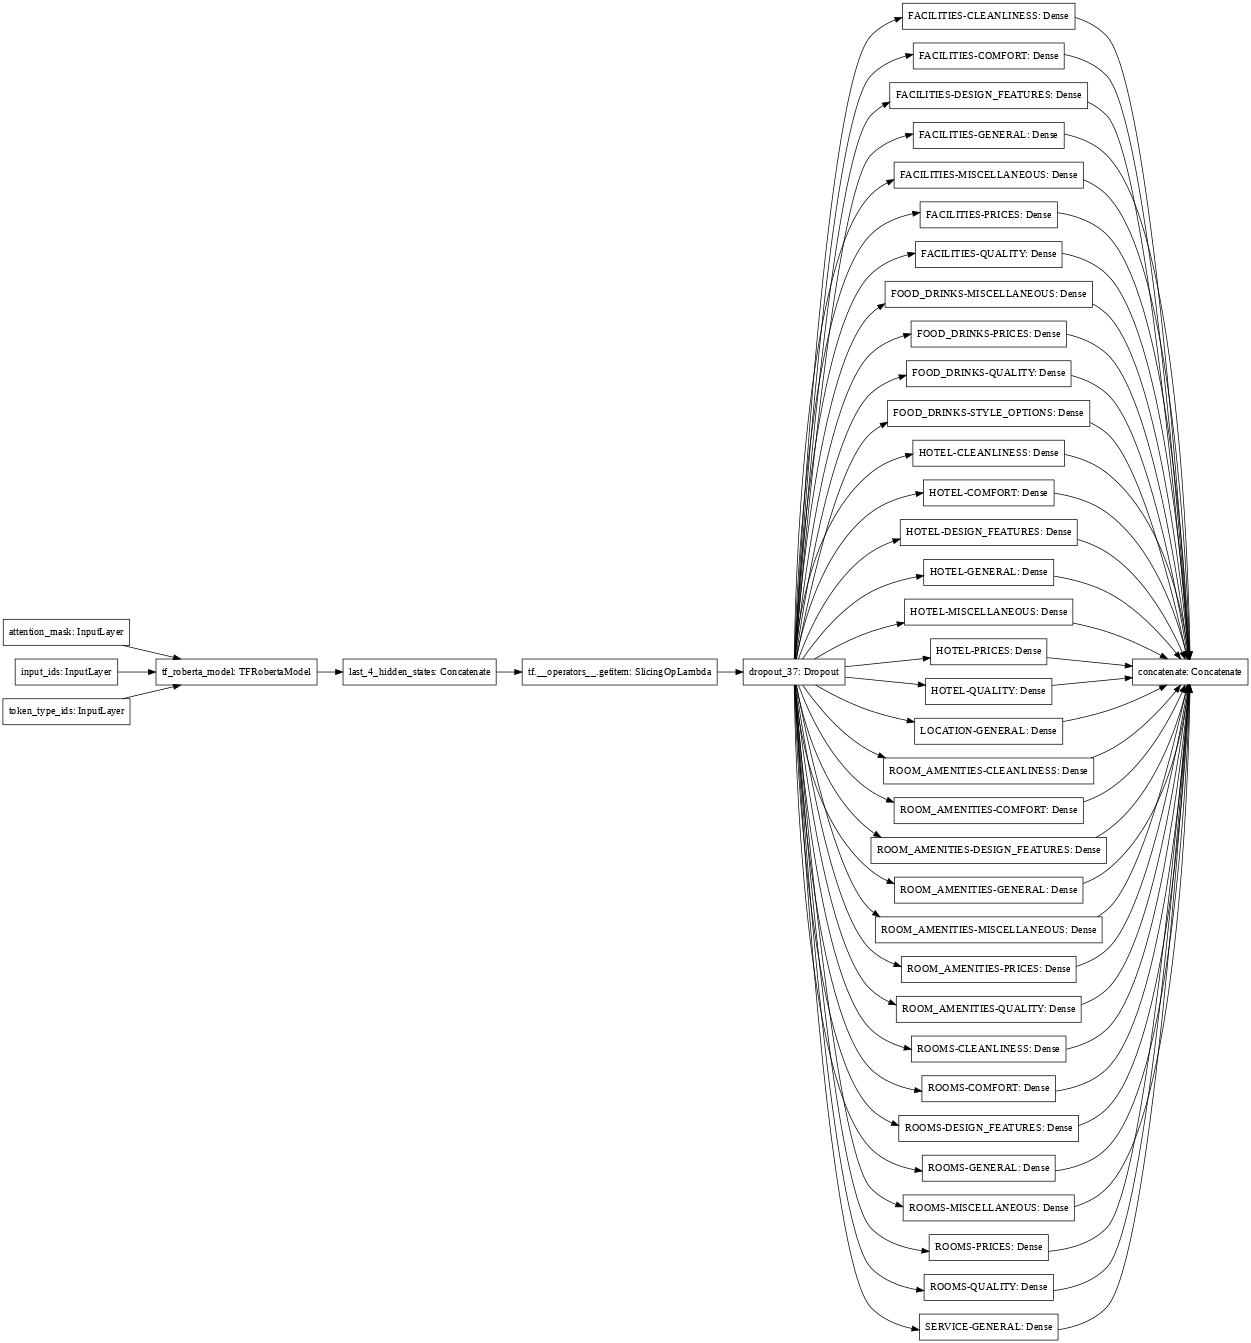 attention_mask: InputLayer
input_ids: InputLayer
token_type_ids: InputLayer
tf_roberta_model: TFRobertaModel
last_4_hidden_states: Concatenate
tf.__operators__.getitem: SlicingOpLambda
dropout_37: Dropout
FACILITIES-CLEANLINESS: Dense
FACILITIES-COMFORT: Dense
FACILITIES-DESIGN_FEATURES: Dense
FACILITIES-GENERAL: Dense
FACILITIES-MISCELLANEOUS: Dense
FACILITIES-PRICES: Dense
FACILITIES-QUALITY: Dense
FOOD_DRINKS-MISCELLANEOUS: Dense
FOOD_DRINKS-PRICES: Dense
FOOD_DRINKS-QUALITY: Dense
FOOD_DRINKS-STYLE_OPTIONS: Dense
HOTEL-CLEANLINESS: Dense
HOTEL-COMFORT: Dense
HOTEL-DESIGN_FEATURES: Dense
HOTEL-GENERAL: Dense
HOTEL-MISCELLANEOUS: Dense
HOTEL-PRICES: Dense
HOTEL-QUALITY: Dense
LOCATION-GENERAL: Dense
ROOM_AMENITIES-CLEANLINESS: Dense
ROOM_AMENITIES-COMFORT: Dense
ROOM_AMENITIES-DESIGN_FEATURES: Dense
ROOM_AMENITIES-GENERAL: Dense
ROOM_AMENITIES-MISCELLANEOUS: Dense
ROOM_AMENITIES-PRICES: Dense
ROOM_AMENITIES-QUALITY: Dense
ROOMS-CLEANLINESS: Dense
ROOMS-COMFORT: Dense
ROOMS-DESIGN_FEATURES: Dense
ROOMS-GENERAL: Dense
ROOMS-MISCELLANEOUS: Dense
ROOMS-PRICES: Dense
ROOMS-QUALITY: Dense
SERVICE-GENERAL: Dense
concatenate: Concatenate